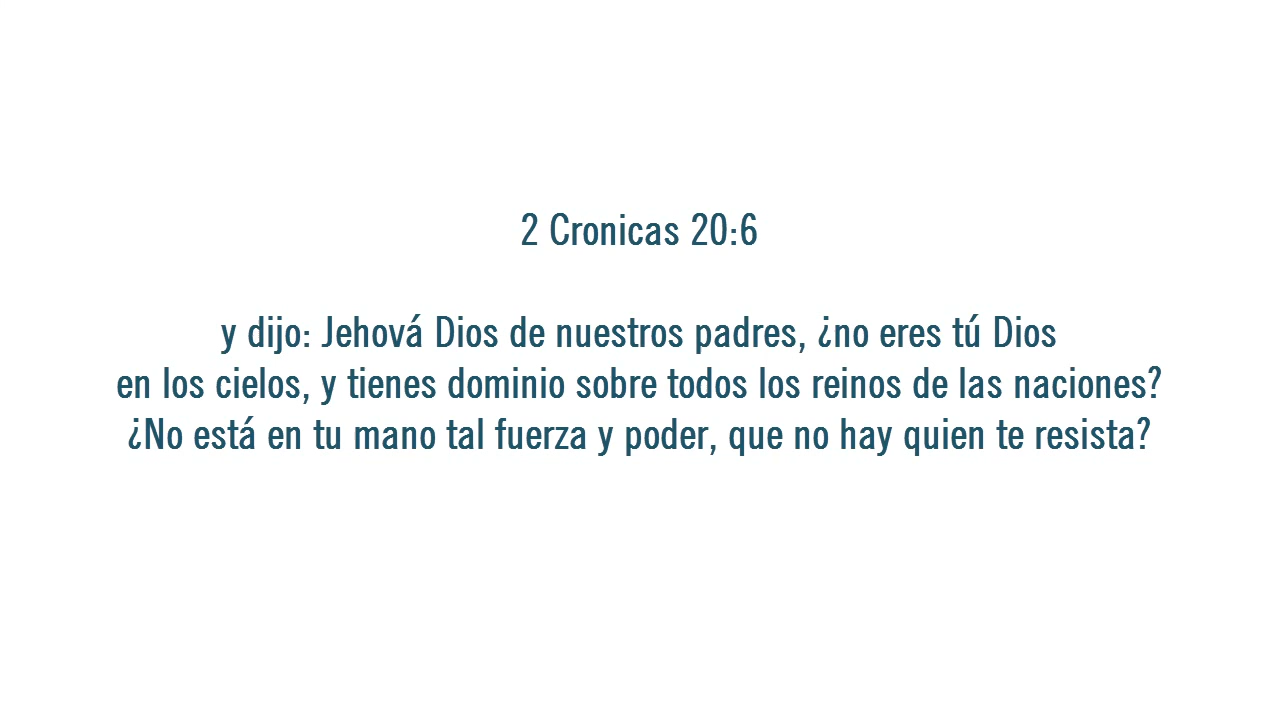 2 Cronicas 20:6
y dijo: Jehová Dios de nuestros padres, ¿no eres tú Dios
en los cielos, y tienes dominio sobre todos los reinos de las naciones?
¿No está en tu mano tal fuerza y poder, que no hay quien te resista?